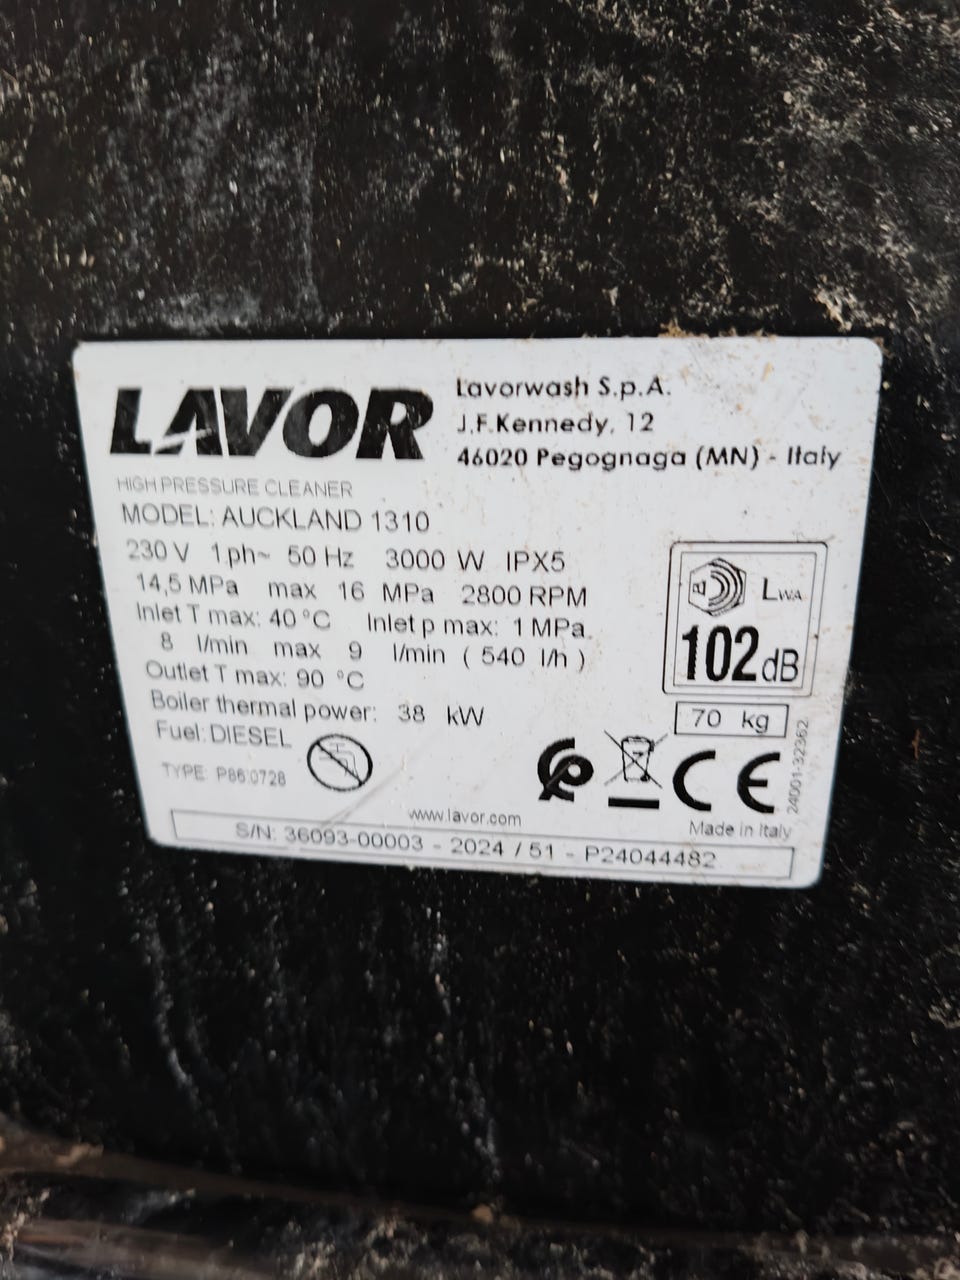 LAVOR
Lavorwash S.p.A.
J.F.Kennedy, 12
46020 Pegognaga (MN) - Italy
HIGH PRESSURE CLEANER
MODEL: AUCKLAND 1310
230 V 1ph~ 50 Hz 3000 W IPX5
14,5 MPa max 16 MPa 2800 RPM
Inlet T max: 40 °C Inlet p max: 1 MPa
8 l/min max 9 l/min ( 540 l/h )
Outlet T max: 90 °C
Boiler thermal power: 38 kW
Fuel: DIESEL
TYPE: P86.0728
LWA
102 dB
70 kg
CE
24001-32362
www.lavor.com
Made in Italy
S/N: 36093-00003 - 2024 / 51 - P24044482